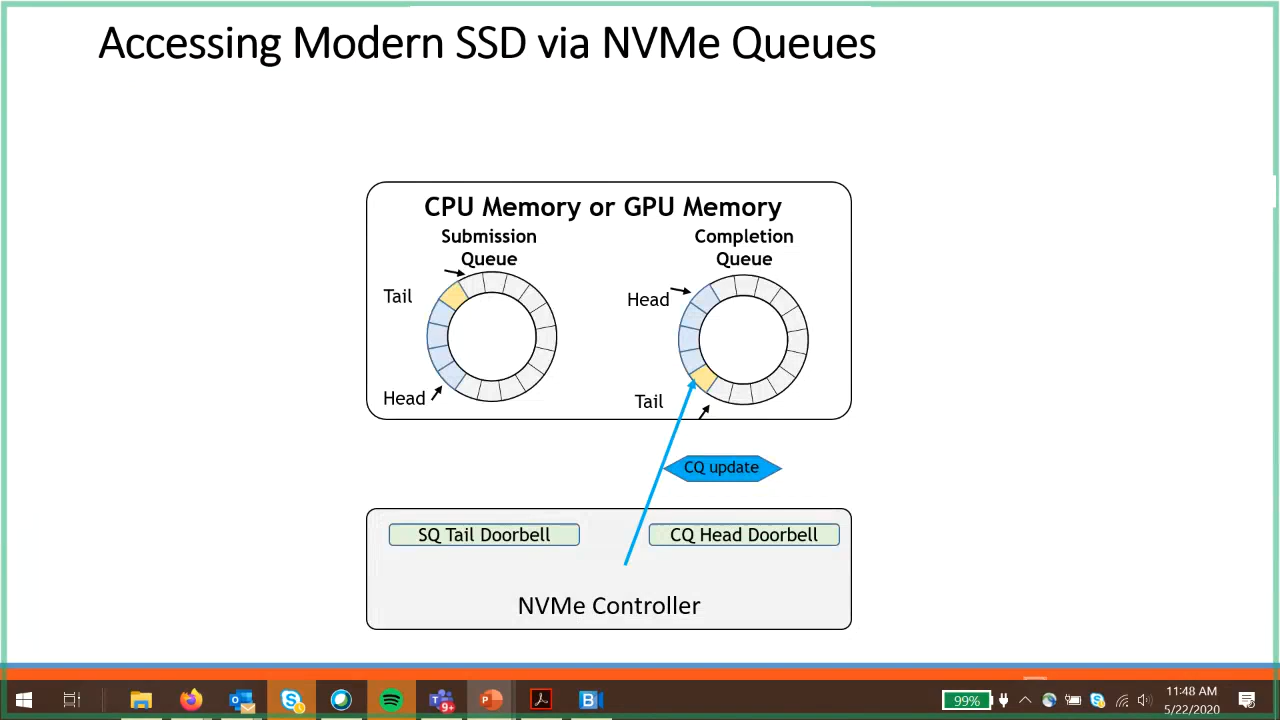 Accessing Modern SSD via NVMe Queues
CPU Memory or GPU Memory
Submission
Queue
Completion
Queue
Tail
Head
Head
Tail
CQ update
SQ Tail Doorbell
CQ Head Doorbell
NVMe Controller
9+
B
99%
11:48 AM
5/22/2020